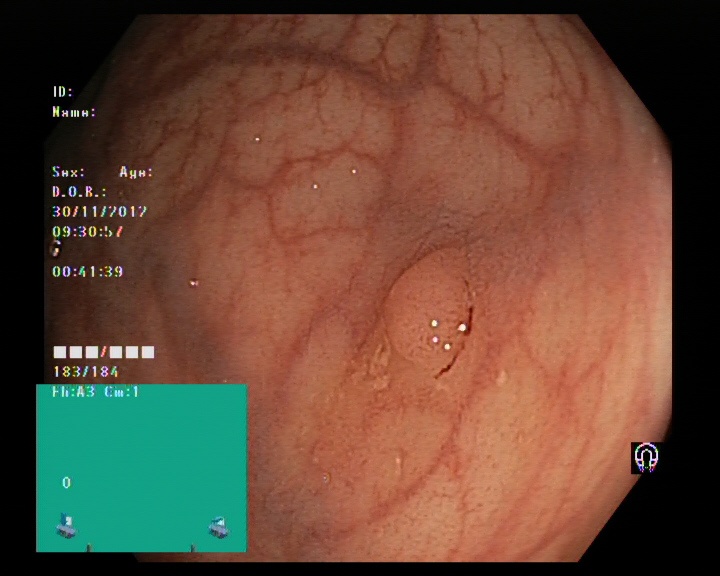 ID:
Name:
Sex: Age:
D.O.B.:
30/11/2012
09:30:57
00:41:39
■■■/■■■
183/184
Eh:A3 Cm:1
0